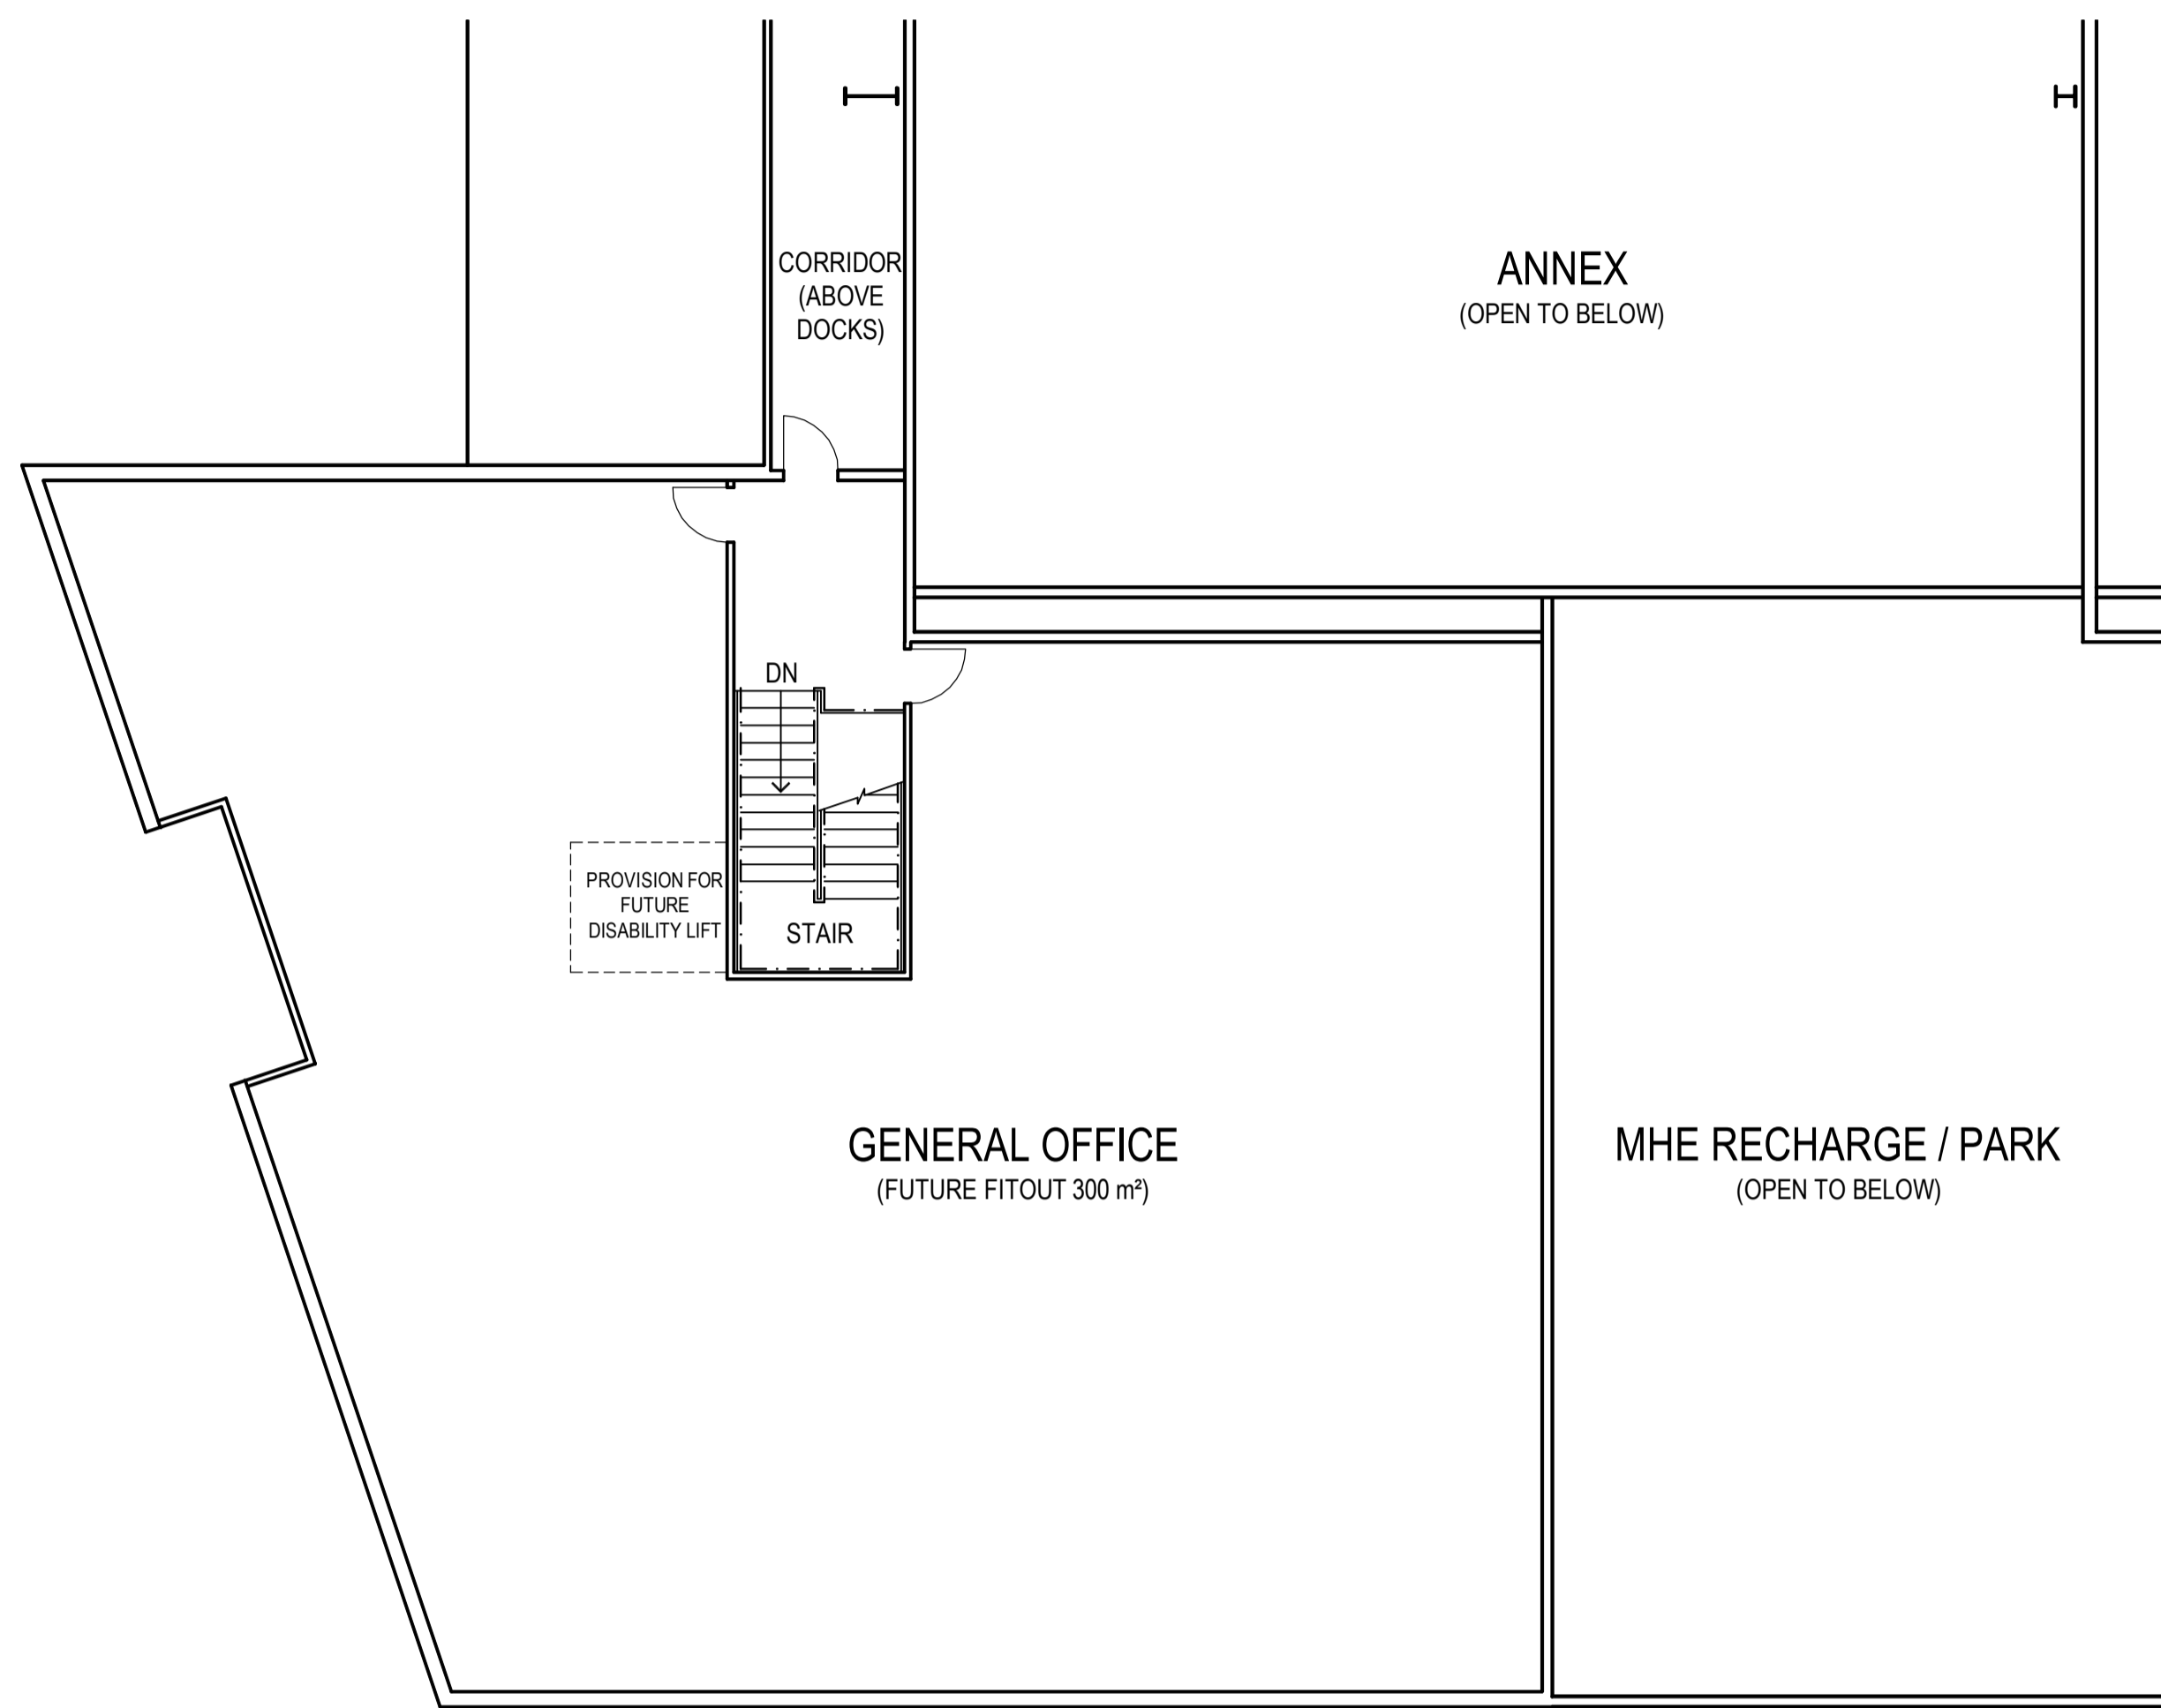 CORRIDOR
(ABOVE
DOCKS)
ANNEX
(OPEN TO BELOW)
DN
PROVISION FOR
FUTURE
DISABILITY LIFT
STAIR
GENERAL OFFICE
(FUTURE FITOUT 300 m²)
MHE RECHARGE / PARK
(OPEN TO BELOW)